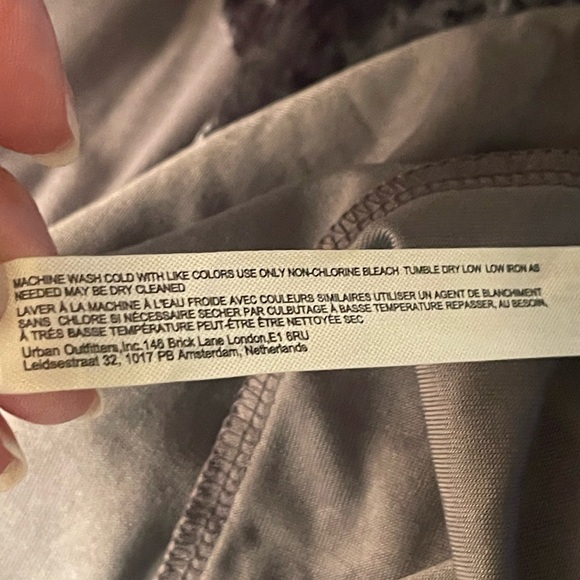 MACHINE WASH COLD WITH LIKE COLORS USE ONLY NON-CHLORINE BLEACH TUMBLE DRY LOW LOW IRON AS
NEEDED MAY BE DRY CLEANED
LAVER À LA MACHINE À L'EAU FROIDE AVEC COULEURS SIMILAIRES UTILISER UN AGENT DE BLANCHIMENT
SANS CHLORE SI NÉCESSAIRE SECHER PAR CULBUTAGE À BASSE TEMPERATURE REPASSER, AU BESOIN,
À TRÈS BASSE TEMPÉRATURE PEUT-ÊTRE ÊTRE NETTOYÉE SEC
Urban Outfitters,Inc.146 Brick Lane London,E1 6RU
Leidsestraat 32, 1017 PB Amsterdam, Netherlands